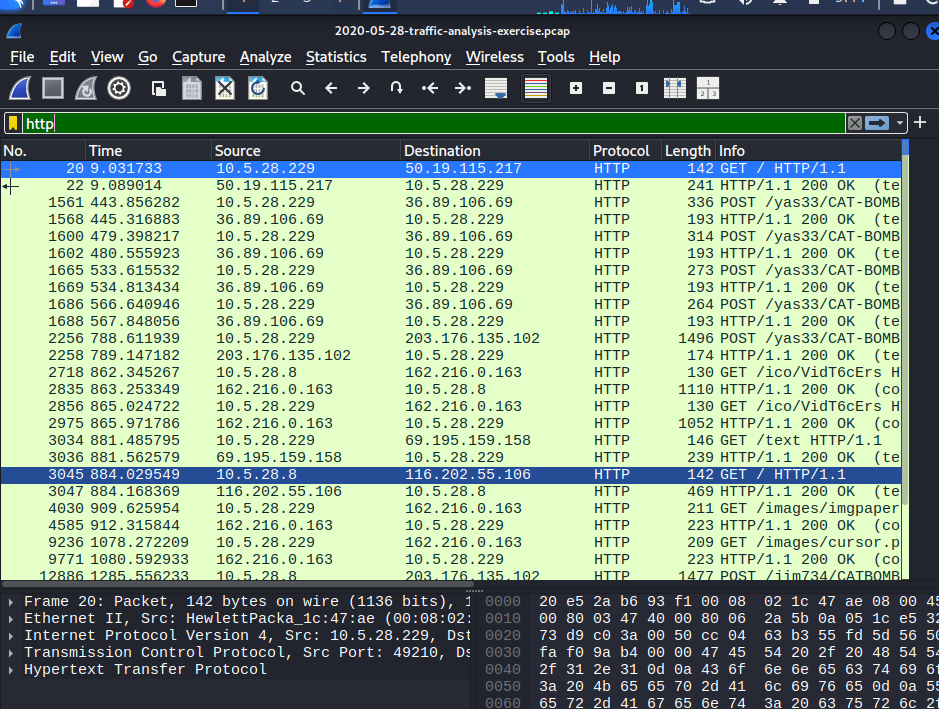 2020-05-28-traffic-analysis-exercise.pcap
File Edit View Go Capture Analyze Statistics Telephony Wireless Tools Help
http
No. Time Source Destination Protocol Length Info
20 9.031733 10.5.28.229 50.19.115.217 HTTP 142 GET / HTTP/1.1
22 9.089014 50.19.115.217 10.5.28.229 HTTP 241 HTTP/1.1 200 OK (te
1561 443.856282 10.5.28.229 36.89.106.69 HTTP 336 POST /yas33/CAT-BOMB
1568 445.316883 36.89.106.69 10.5.28.229 HTTP 193 HTTP/1.1 200 OK (te
1600 479.398217 10.5.28.229 36.89.106.69 HTTP 314 POST /yas33/CAT-BOMB
1602 480.555923 36.89.106.69 10.5.28.229 HTTP 193 HTTP/1.1 200 OK (te
1665 533.615532 10.5.28.229 36.89.106.69 HTTP 273 POST /yas33/CAT-BOMB
1669 534.813434 36.89.106.69 10.5.28.229 HTTP 193 HTTP/1.1 200 OK (te
1686 566.640946 10.5.28.229 36.89.106.69 HTTP 264 POST /yas33/CAT-BOMB
1688 567.848056 36.89.106.69 10.5.28.229 HTTP 193 HTTP/1.1 200 OK (te
2256 788.611939 10.5.28.229 203.176.135.102 HTTP 1496 POST /yas33/CAT-BOMB
2258 789.147182 203.176.135.102 10.5.28.229 HTTP 174 HTTP/1.1 200 OK (te
2718 862.345267 10.5.28.8 162.216.0.163 HTTP 130 GET /ico/VidT6cErs H
2835 863.253349 162.216.0.163 10.5.28.8 HTTP 1110 HTTP/1.1 200 OK (co
2856 865.024722 10.5.28.229 162.216.0.163 HTTP 130 GET /ico/VidT6cErs H
2975 865.971786 162.216.0.163 10.5.28.229 HTTP 1052 HTTP/1.1 200 OK (co
3034 881.485795 10.5.28.229 69.195.159.158 HTTP 146 GET /text HTTP/1.1
3036 881.562579 69.195.159.158 10.5.28.229 HTTP 239 HTTP/1.1 200 OK (te
3045 884.029549 10.5.28.8 116.202.55.106 HTTP 142 GET / HTTP/1.1
3047 884.168369 116.202.55.106 10.5.28.8 HTTP 469 HTTP/1.1 200 OK (te
4030 909.625954 10.5.28.229 162.216.0.163 HTTP 211 GET /images/imgpaper
4585 912.315844 162.216.0.163 10.5.28.229 HTTP 223 HTTP/1.1 200 OK (co
9236 1078.272209 10.5.28.229 162.216.0.163 HTTP 209 GET /images/cursor.p
9771 1080.592933 162.216.0.163 10.5.28.229 HTTP 223 HTTP/1.1 200 OK (co
12886 1285.556233 10.5.28.8 203.176.135.102 HTTP 1477 POST /jim734/CATBOMB
Frame 20: Packet, 142 bytes on wire (1136 bits), 1
Ethernet II, Src: HewlettPacka_1c:47:ae (00:08:02:
Internet Protocol Version 4, Src: 10.5.28.229, Dst
Transmission Control Protocol, Src Port: 49210, Ds
Hypertext Transfer Protocol
0000 20 e5 2a b6 93 f1 00 08 02 1c 47 ae 08 00 45
0010 00 80 03 47 40 00 80 06 2a 5b 0a 05 1c e5 32
0020 73 d9 c0 3a 00 50 cc 04 63 b3 55 fd 5d 56 50
0030 fa f0 9a b4 00 00 47 45 54 20 2f 20 48 54 54
0040 2f 31 2e 31 0d 0a 43 6f 6e 6e 65 63 74 69 6f
0050 3a 20 4b 65 65 70 2d 41 6c 69 76 65 0d 0a 55
0060 65 72 2d 41 67 65 6e 74 3a 20 63 75 72 6c 2f